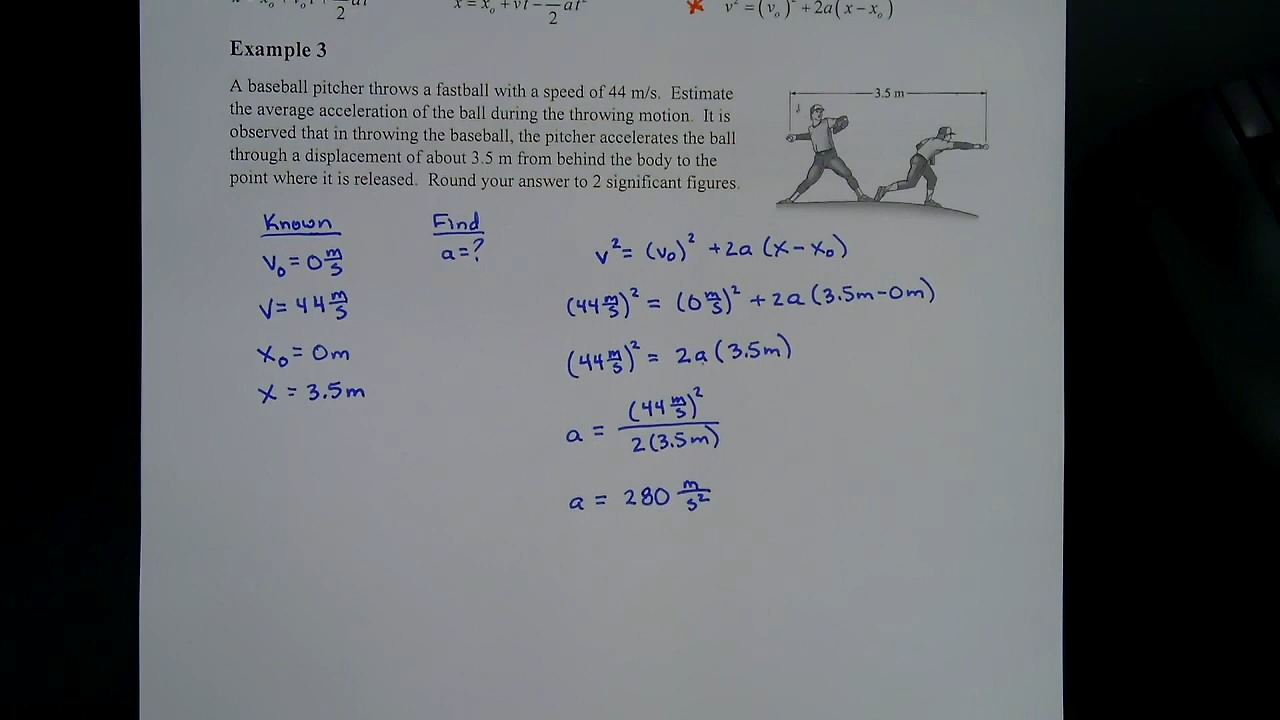 x = x₀ + vt − 1/2 at²
* v² = (v₀)² + 2a(x − x₀)
Example 3
A baseball pitcher throws a fastball with a speed of 44 m/s. Estimate
the average acceleration of the ball during the throwing motion. It is
observed that in throwing the baseball, the pitcher accelerates the ball
through a displacement of about 3.5 m from behind the body to the
point where it is released. Round your answer to 2 significant figures.
3.5 m
Known
v₀ = 0 m/s
v = 44 m/s
x₀ = 0m
x = 3.5m
Find
a = ?
v² = (v₀)² + 2a(x − x₀)
(44 m/s)² = (0 m/s)² + 2a(3.5m − 0m)
(44 m/s)² = 2a(3.5m)
a = (44 m/s)² / 2(3.5m)
a = 280 m/s²